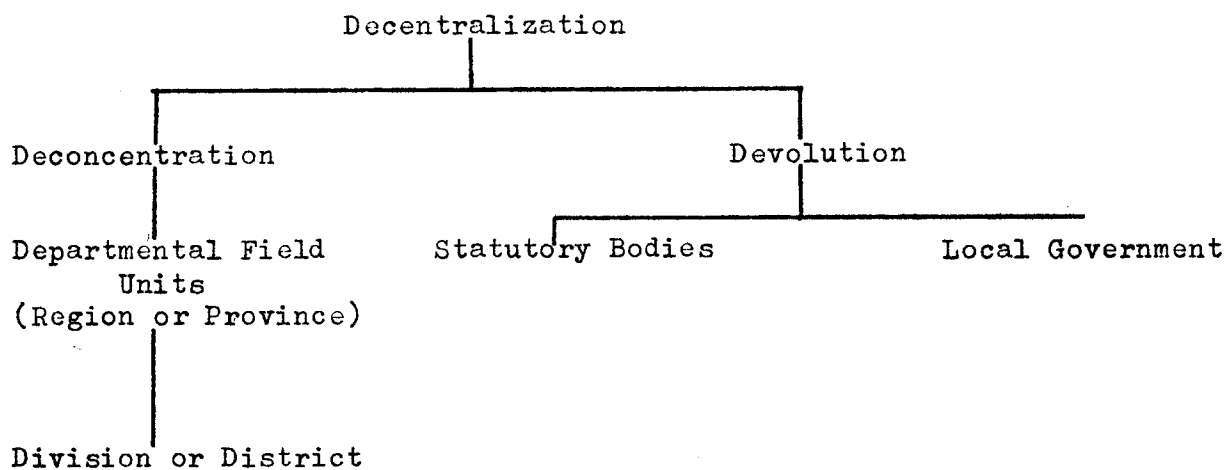 Decentralization
Deconcentration
Devolution
Departmental Field
Units
(Region or Province)
Statutory Bodies
Local Government
Division or District